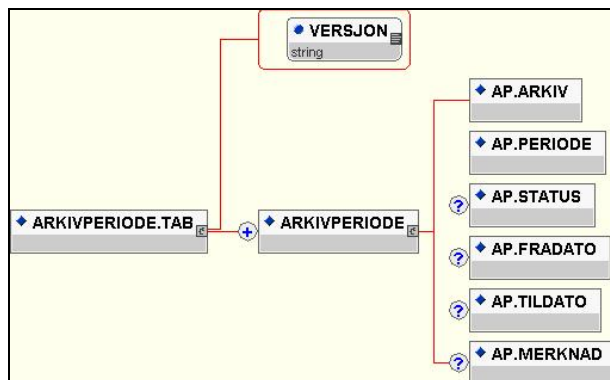 VERSJON
string
ARKIVPERIODE.TAB
ARKIVPERIODE
AP.ARKIV
AP.PERIODE
? AP.STATUS
? AP.FRADATO
? AP.TILDATO
? AP.MERKNAD